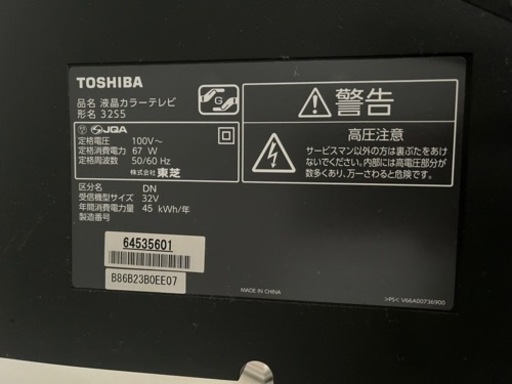 TOSHIBA
品名 液晶カラーテレビ
形名 32S5
JQA
定格電圧 100V～
定格消費電力 67 W
定格周波数 50/60 Hz
株式会社 東芝
区分名 DN
受信機型サイズ 32V
年間消費電力量 45 kWh/年
製造番号
64535601
B86B23B0EE07
警告
高圧注意
サービスマン以外の方は裏ぶたをあけ
ないでください。内部には高電圧部分が
数多くあり、万一さわると危険です。
MADE IN CHINA
>PS< V66A00736900